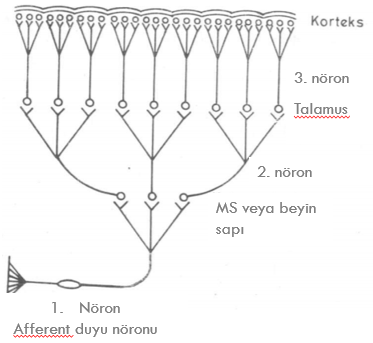 Korteks
3. nöron
Talamus
2. nöron
MS veya beyin
sapı
1. Nöron
Afferent duyu nöronu